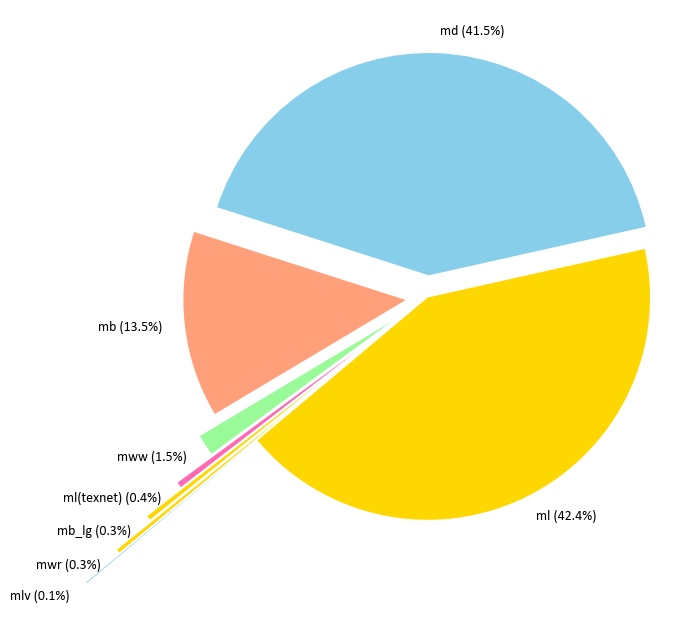 md (41.5%)
mb (13.5%)
mww (1.5%)
ml(texnet) (0.4%)
mb_lg (0.3%)
ml (42.4%)
mwr (0.3%)
mlv (0.1%)